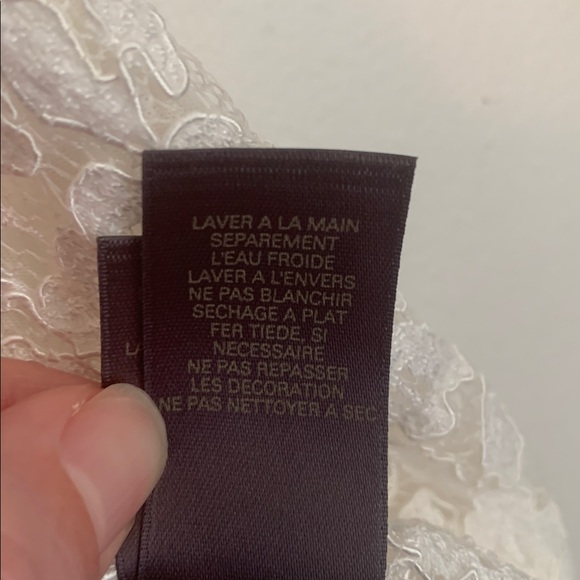 LAVER A LA MAIN
SEPAREMENT
L'EAU FROIDE
LAVER A L'ENVERS
NE PAS BLANCHIR
SECHAGE A PLAT
FER TIEDE, SI
NECESSAIRE
NE PAS REPASSER
LES DECORATION
NE PAS NETTOYER A SEC